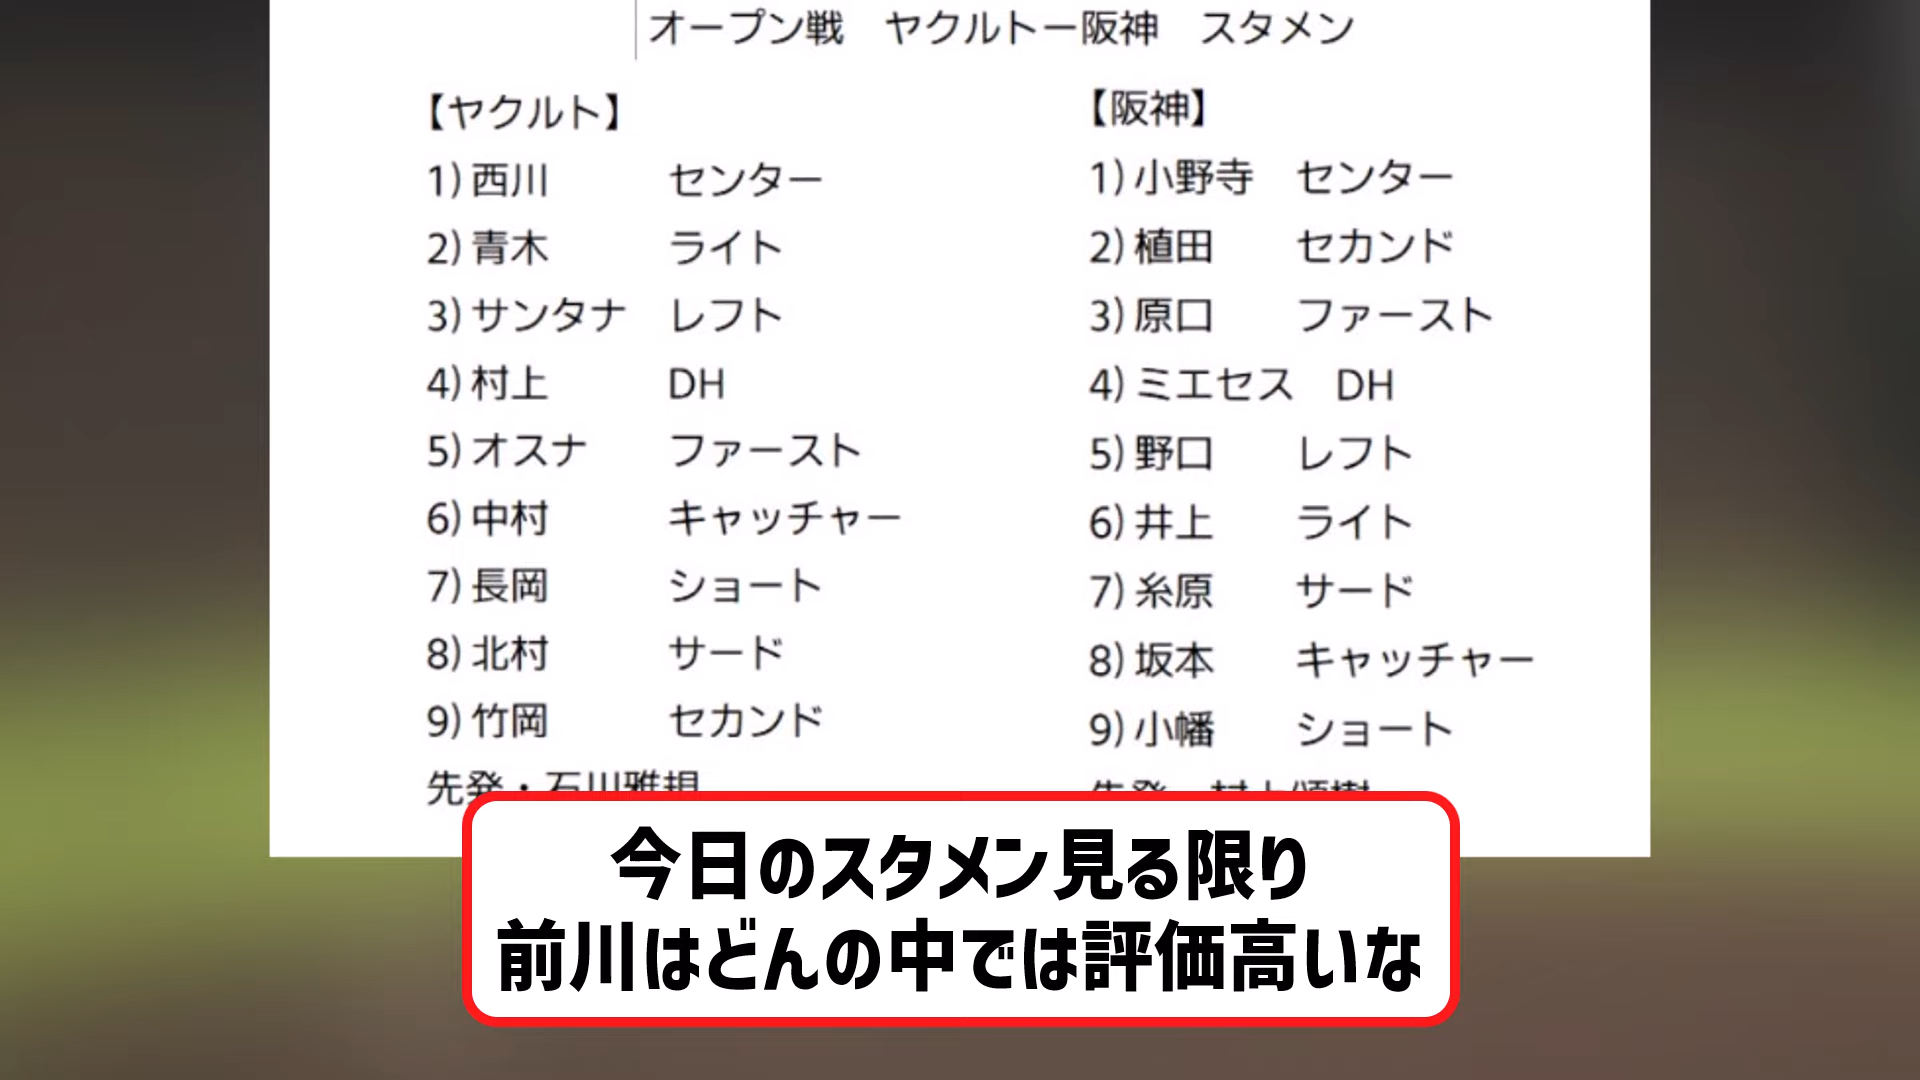 オープン戦　ヤクルトー阪神　スタメン
【ヤクルト】
1) 西川　センター
2) 青木　ライト
3) サンタナ　レフト
4) 村上　DH
5) オスナ　ファースト
6) 中村　キャッチャー
7) 長岡　ショート
8) 北村　サード
9) 竹岡　セカンド
先発・石川雅規
【阪神】
1) 小野寺　センター
2) 植田　セカンド
3) 原口　ファースト
4) ミエセス　DH
5) 野口　レフト
6) 井上　ライト
7) 糸原　サード
8) 坂本　キャッチャー
9) 小幡　ショート
今日のスタメン見る限り
前川はどんの中では評価高いな